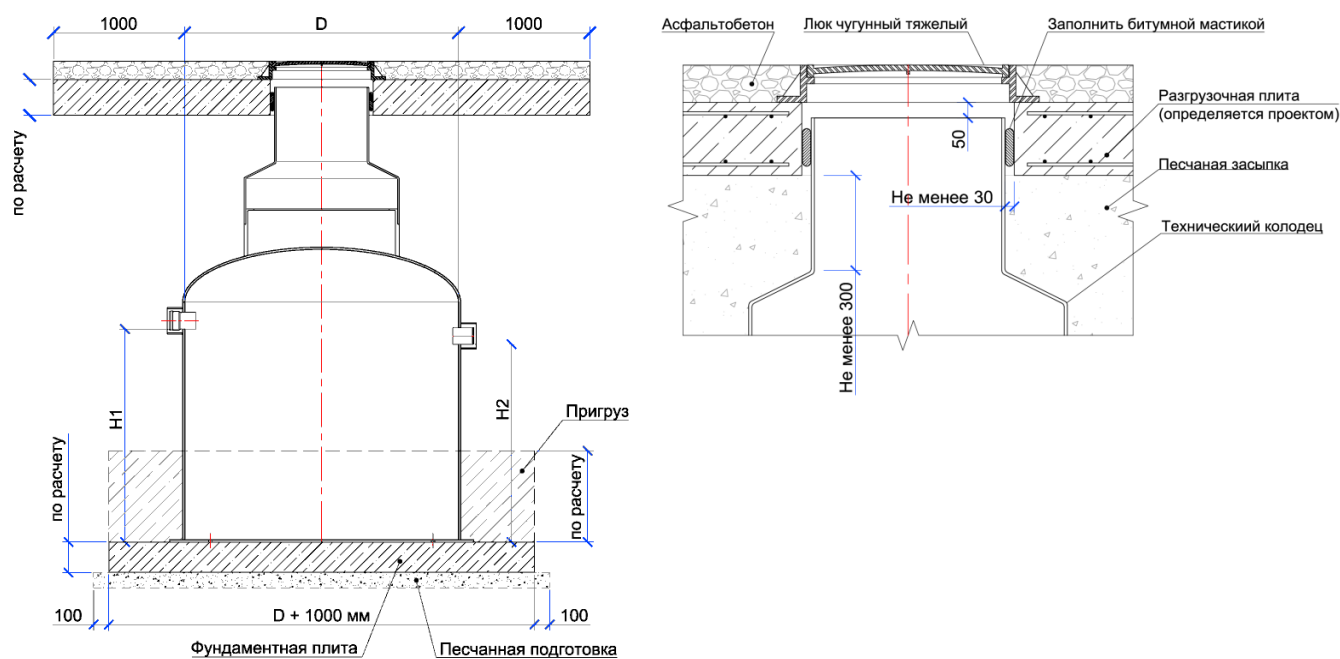 1000
D
1000
по расчету
H1
H2
Пригруз
по расчету
по расчету
100
D + 1000 мм
100
Фундаментная плита
Песчанная подготовка
Асфальтобетон
Люк чугунный тяжелый
Заполнить битумной мастикой
Разгрузочная плита
(определяется проектом)
50
Песчаная засыпка
Не менее 30
Техническиий колодец
Не менее 300